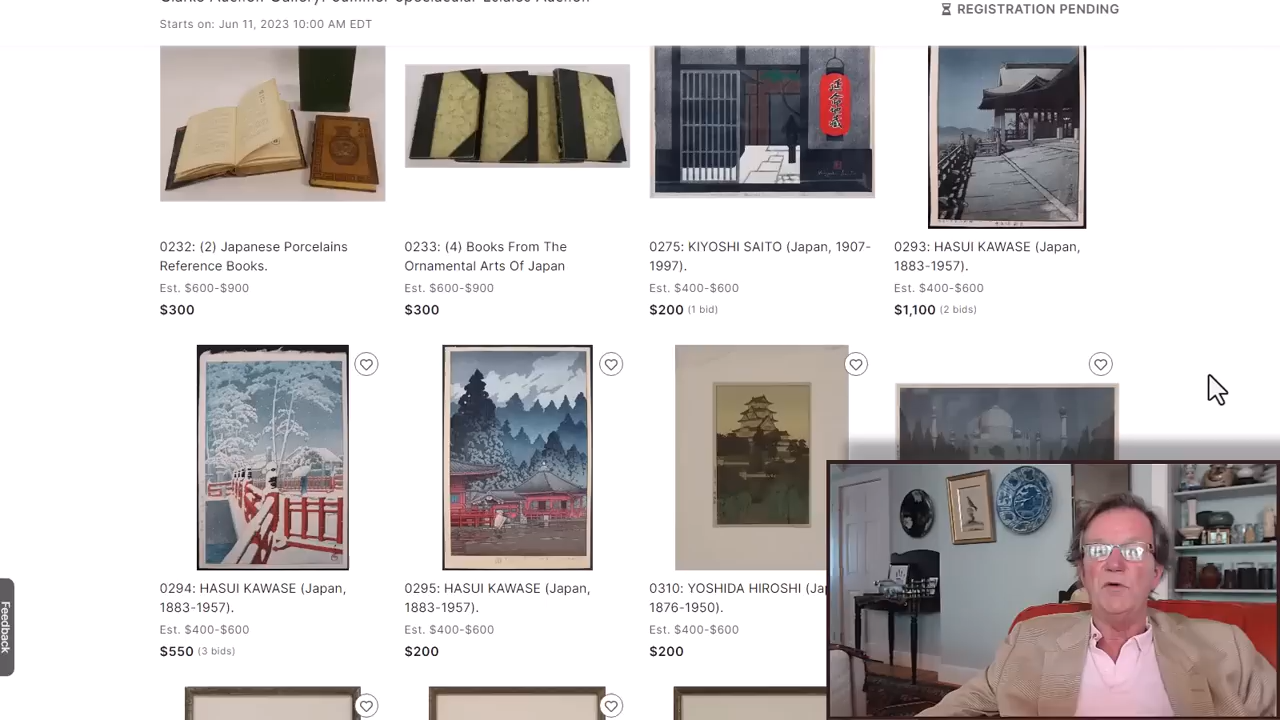 Starts on: Jun 11, 2023 10:00 AM EDT
REGISTRATION PENDING
0232: (2) Japanese Porcelains
Reference Books.
Est. $600-$900
$300
0233: (4) Books From The
Ornamental Arts Of Japan
Est. $600-$900
$300
0275: KIYOSHI SAITO (Japan, 1907-
1997).
Est. $400-$600
$200 (1 bid)
0293: HASUI KAWASE (Japan,
1883-1957).
Est. $400-$600
$1,100 (2 bids)
0294: HASUI KAWASE (Japan,
1883-1957).
Est. $400-$600
$550 (3 bids)
0295: HASUI KAWASE (Japan,
1883-1957).
Est. $400-$600
$200
0310: YOSHIDA HIROSHI (Jap
1876-1950).
Est. $400-$600
$200
Feedback